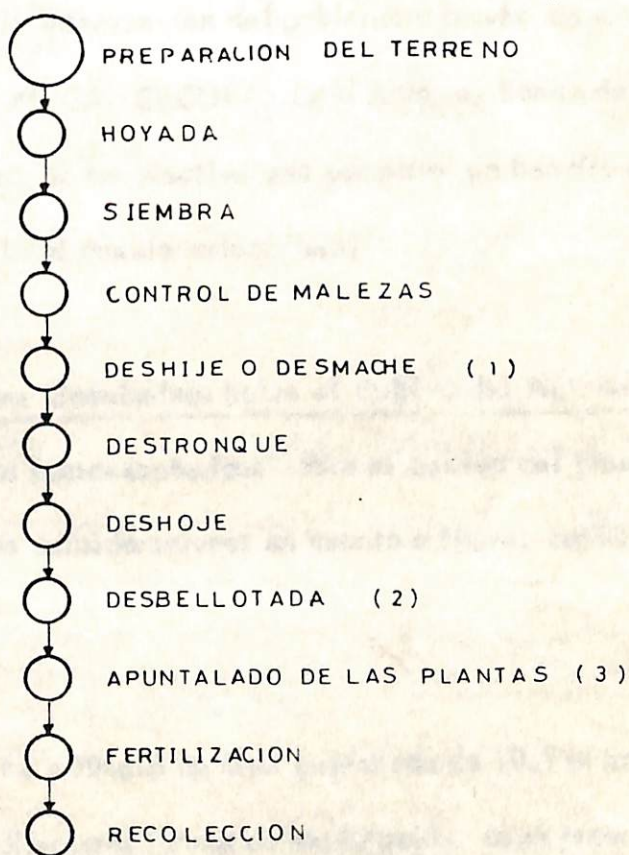 PREPARACION DEL TERRENO
HOYADA
SIEMBRA
CONTROL DE MALEZAS
DESHIJE O DESMACHE (1)
DESTRONQUE
DESHOJE
DESBELLOTADA (2)
APUNTALADO DE LAS PLANTAS (3)
FERTILIZACION
RECOLECCION